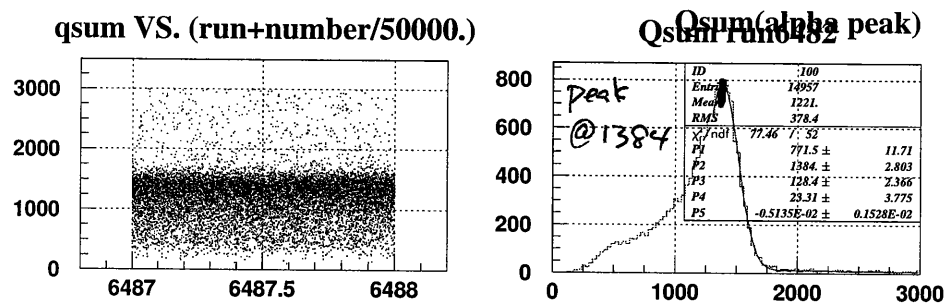 qsum VS. (run+number/50000.)
3000
2000
1000
0
6487
6487.5
6488
Qsum(alpha peak)
Qsum run6482
800
600
400
200
0
0
1000
2000
3000
peak
@1384
ID 100
Entries 14957
Mean 1221.
RMS 378.4
χ²/ndf 77.46 / 52
P1 771.5 ± 11.71
P2 1384. ± 2.803
P3 128.4 ± 2.366
P4 23.31 ± 3.775
P5 -0.5135E-02 ± 0.1528E-02